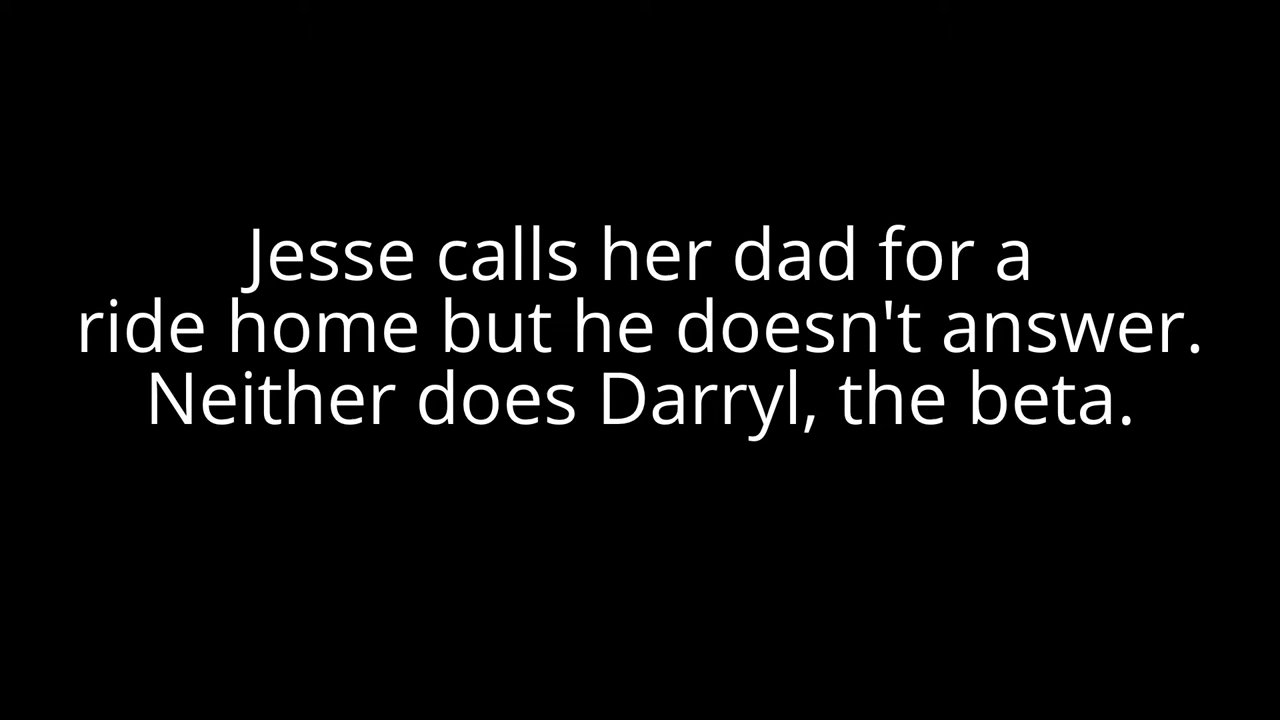 Jesse calls her dad for a
ride home but he doesn't answer.
Neither does Darryl, the beta.